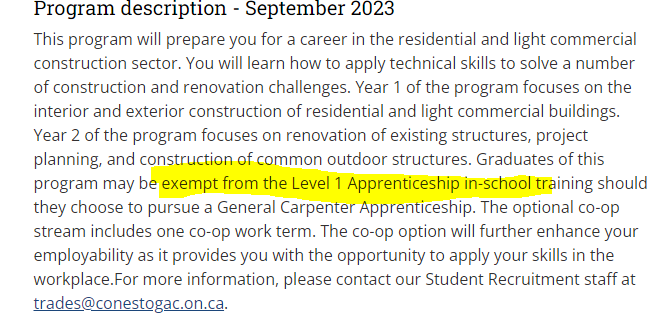 Program description - September 2023
This program will prepare you for a career in the residential and light commercial
construction sector. You will learn how to apply technical skills to solve a number
of construction and renovation challenges. Year 1 of the program focuses on the
interior and exterior construction of residential and light commercial buildings.
Year 2 of the program focuses on renovation of existing structures, project
planning, and construction of common outdoor structures. Graduates of this
program may be exempt from the Level 1 Apprenticeship in-school training should
they choose to pursue a General Carpenter Apprenticeship. The optional co-op
stream includes one co-op work term. The co-op option will further enhance your
employability as it provides you with the opportunity to apply your skills in the
workplace.For more information, please contact our Student Recruitment staff at
trades@conestogac.on.ca.